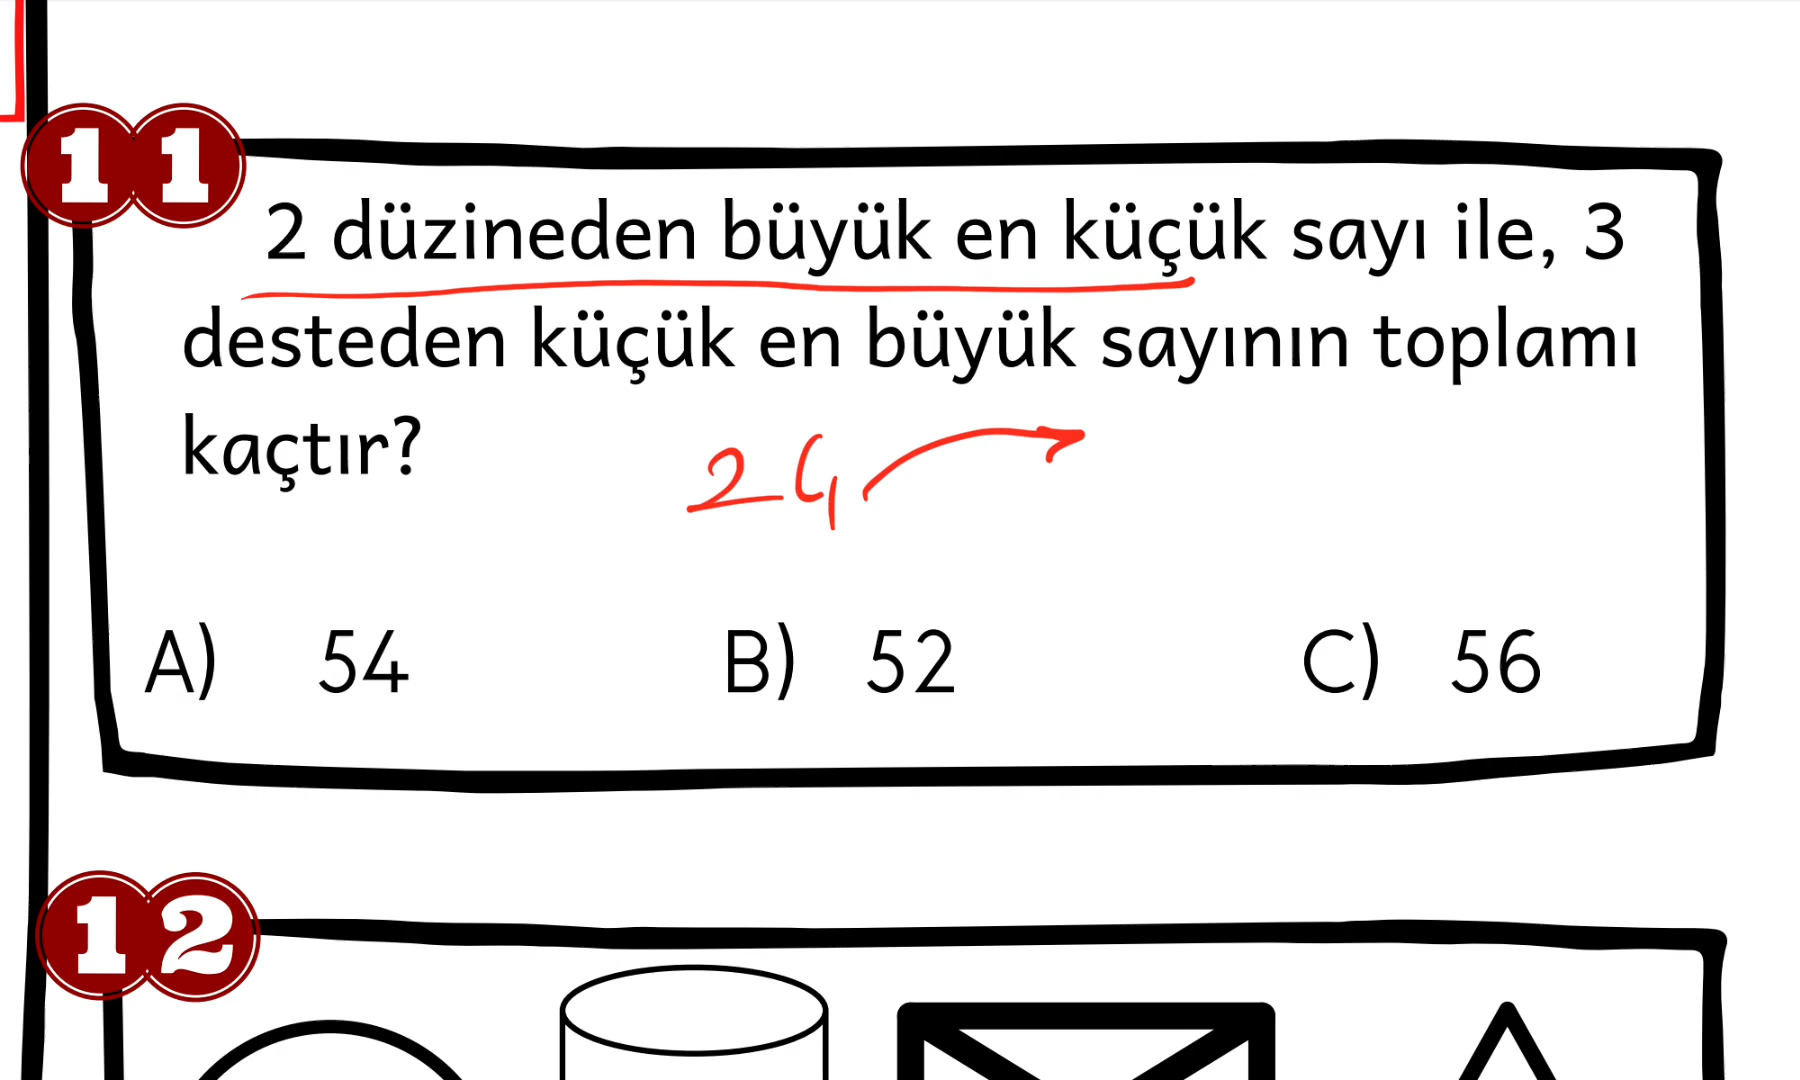 11
2 düzineden büyük en küçük sayı ile, 3
desteden küçük en büyük sayının toplamı
kaçtır?
24
A) 54 B) 52 C) 56
12